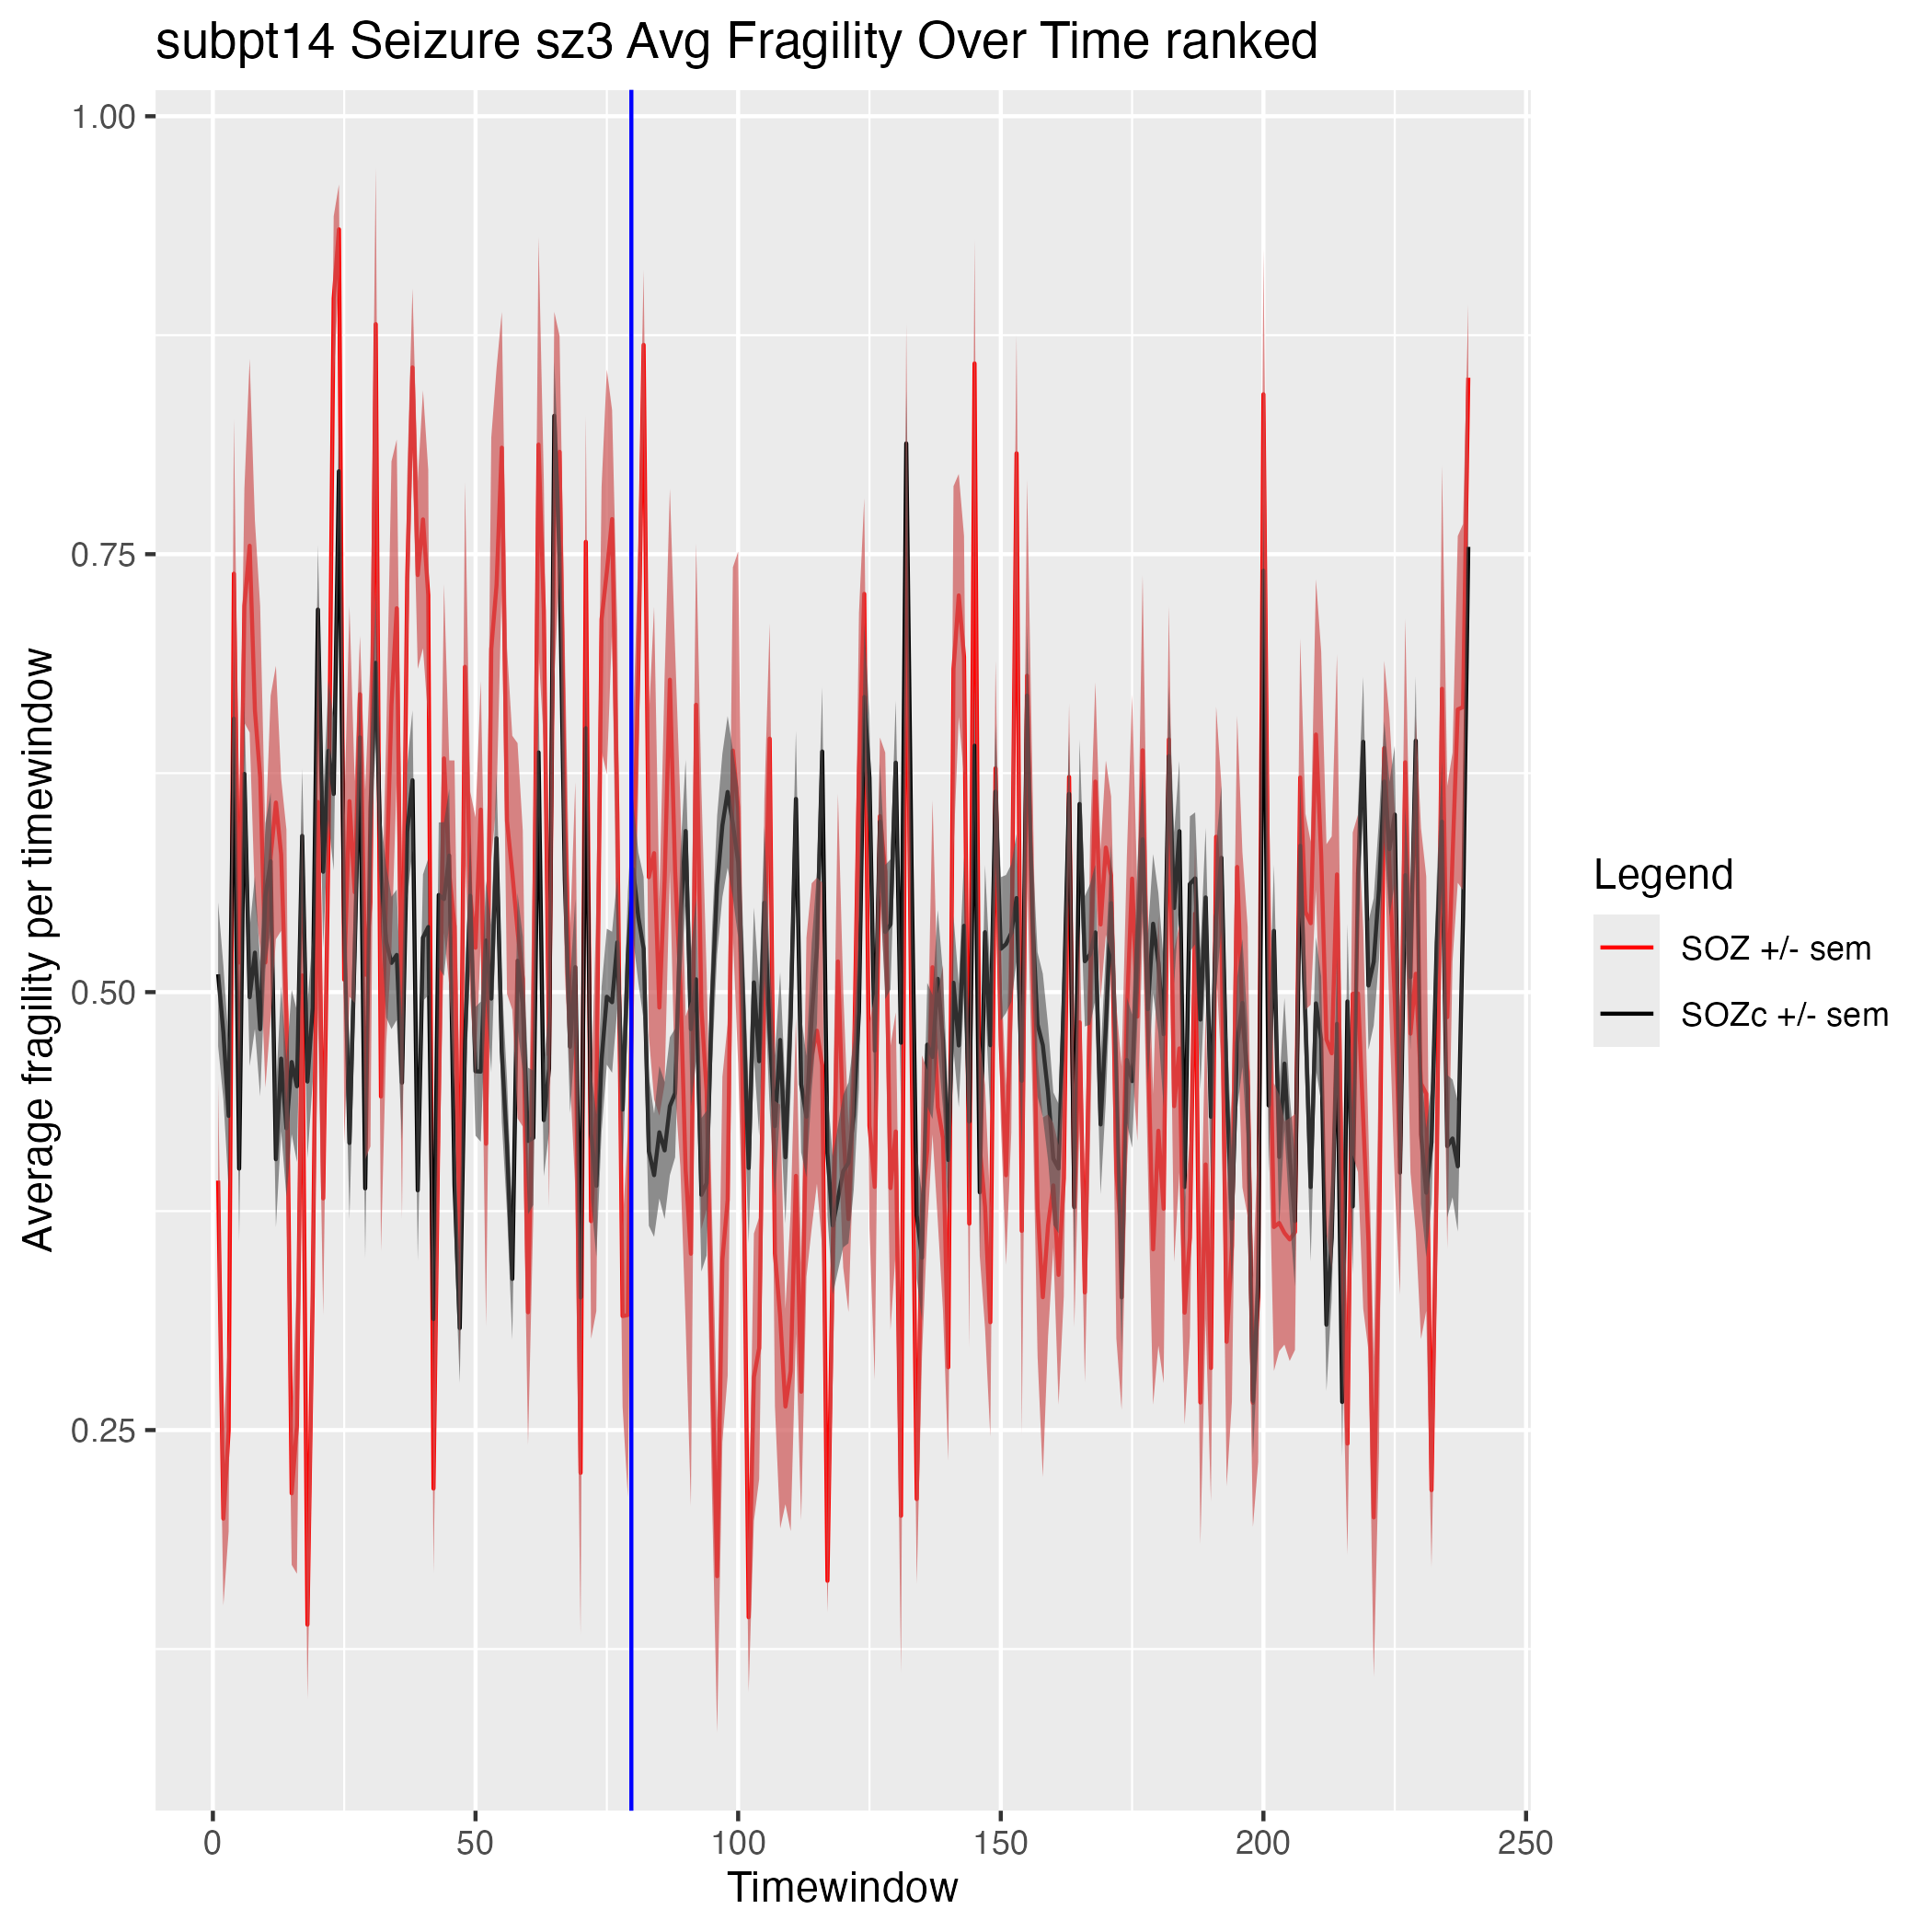 subpt14 Seizure sz3 Avg Fragility Over Time ranked
1.00
0.75
0.50
0.25
Average fragility per timewindow
0 50 100 150 200 250
Timewindow
Legend
SOZ +/- sem
SOZc +/- sem